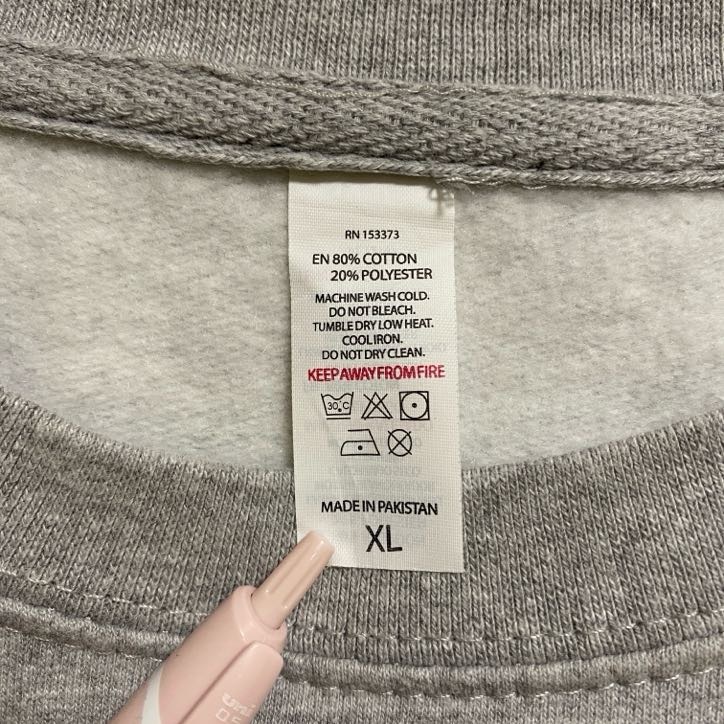 RN 153373
EN 80% COTTON
20% POLYESTER
MACHINE WASH COLD.
DO NOT BLEACH.
TUMBLE DRY LOW HEAT.
COOL IRON.
DO NOT DRY CLEAN.
KEEP AWAY FROM FIRE
30°C
MADE IN PAKISTAN
XL
uni